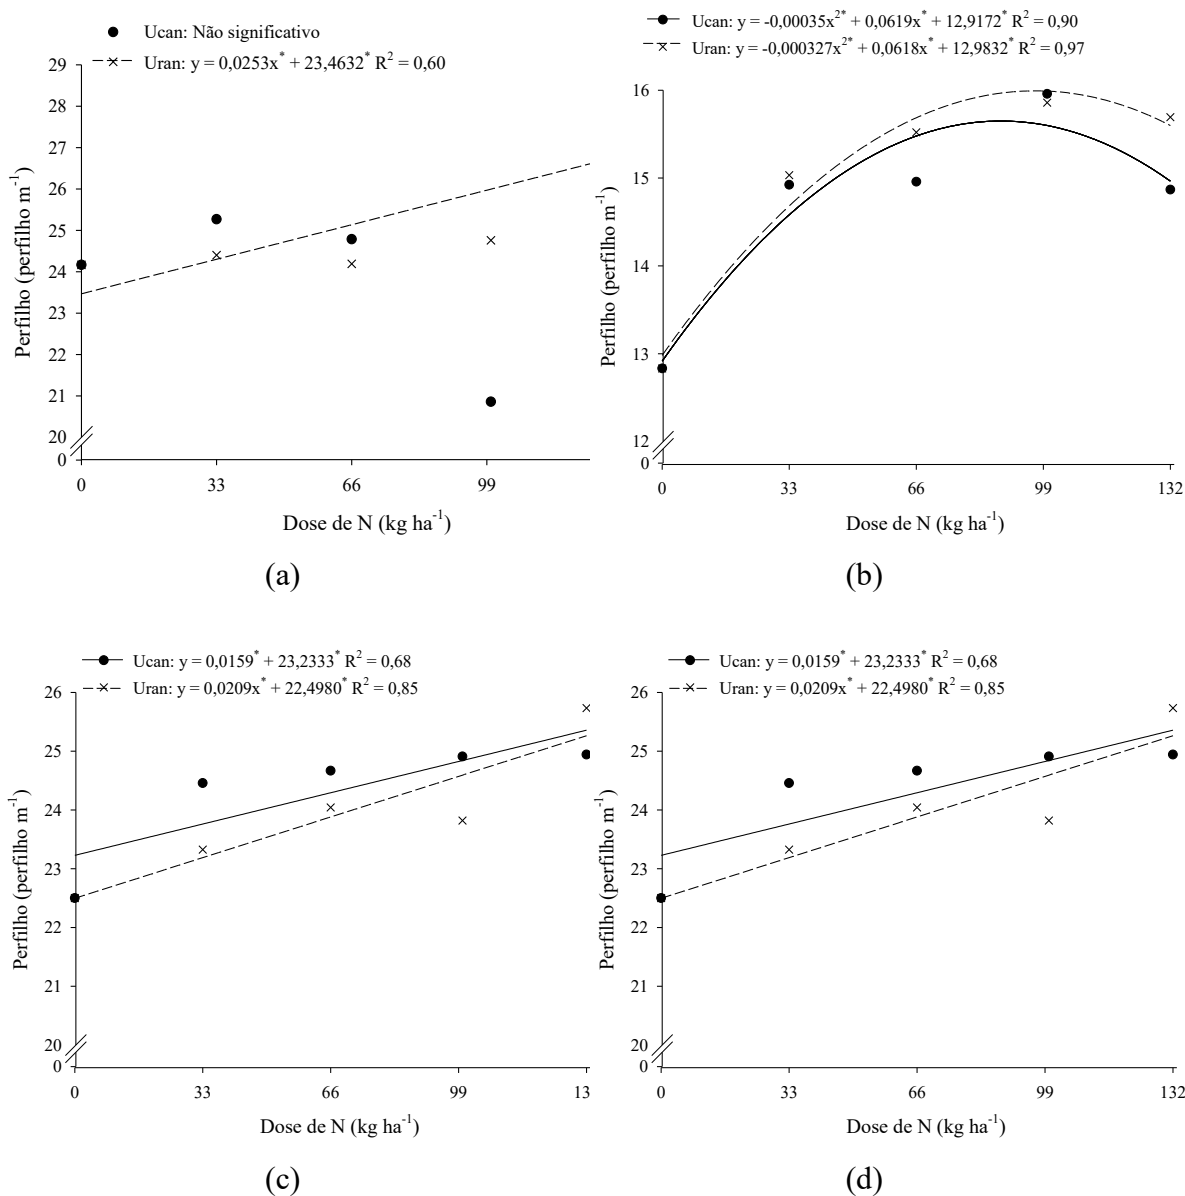 Ucan: Não significativo
Uran: y = 0,0253x* + 23,4632* R² = 0,60
29
28
27
26
25
24
23
22
21
20
0
Perfilho (perfilho m⁻¹)
0 33 66 99
Dose de N (kg ha⁻¹)
(a)
Ucan: y = -0,00035x²* + 0,0619x* + 12,9172* R² = 0,90
Uran: y = -0,000327x²* + 0,0618x* + 12,9832* R² = 0,97
16
15
14
13
12
0
Perfilho (perfilho m⁻¹)
0 33 66 99 132
Dose de N (kg ha⁻¹)
(b)
Ucan: y = 0,0159* + 23,2333* R² = 0,68
Uran: y = 0,0209x* + 22,4980* R² = 0,85
26
25
24
23
22
21
20
0
Perfilho (perfilho m⁻¹)
0 33 66 99 13
Dose de N (kg ha⁻¹)
(c)
Ucan: y = 0,0159* + 23,2333* R² = 0,68
Uran: y = 0,0209x* + 22,4980* R² = 0,85
26
25
24
23
22
21
20
0
Perfilho (perfilho m⁻¹)
0 33 66 99 132
Dose de N (kg ha⁻¹)
(d)